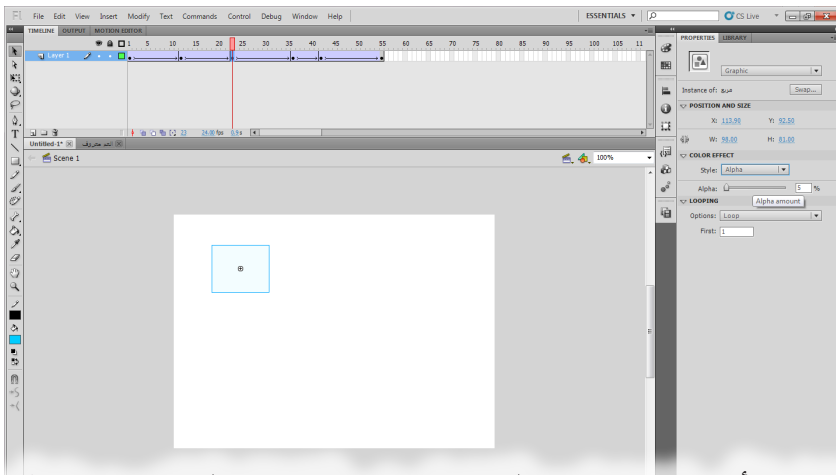 Fl File Edit View Insert Modify Text Commands Control Debug Window Help ESSENTIALS CS Live
TIMELINE OUTPUT MOTION EDITOR
1 5 10 15 20 25 30 35 40 45 50 55 60 65 70 75 80 85 90 95 100 105 11
Layer 1
23 24.00 fps 0.9 s
Untitled-1*
Scene 1 100%
PROPERTIES LIBRARY
Graphic
Instance of: مربع Swap...
POSITION AND SIZE
X: 113.90 Y: 92.50
W: 98.00 H: 81.00
COLOR EFFECT
Style: Alpha
Alpha: 5 %
Alpha amount
LOOPING
Options: Loop
First: 1